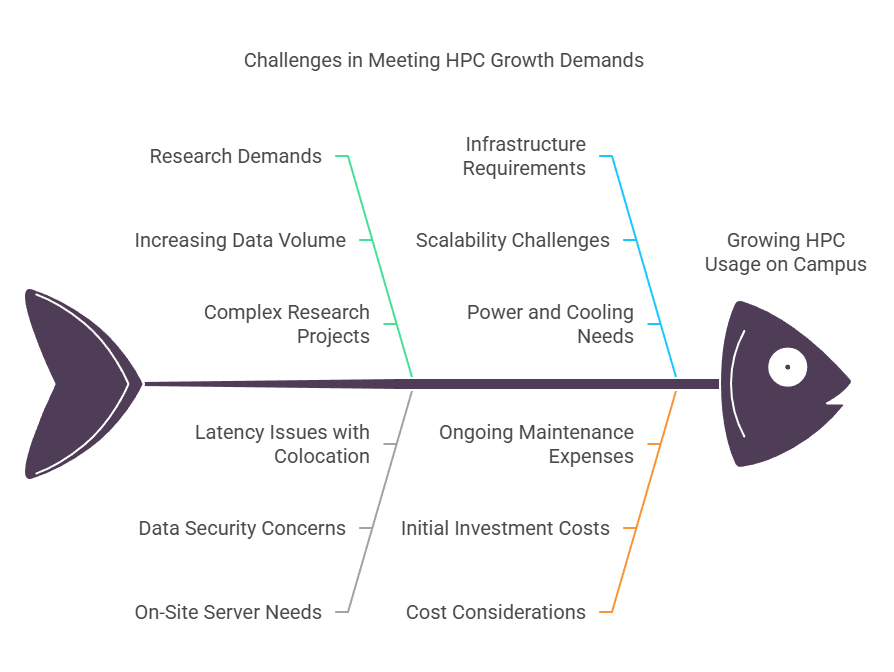 Challenges in Meeting HPC Growth Demands
Research Demands
Increasing Data Volume
Complex Research
Projects
Infrastructure
Requirements
Scalability Challenges
Power and Cooling
Needs
Growing HPC
Usage on Campus
Latency Issues with
Colocation
Data Security Concerns
On-Site Server Needs
Ongoing Maintenance
Expenses
Initial Investment Costs
Cost Considerations